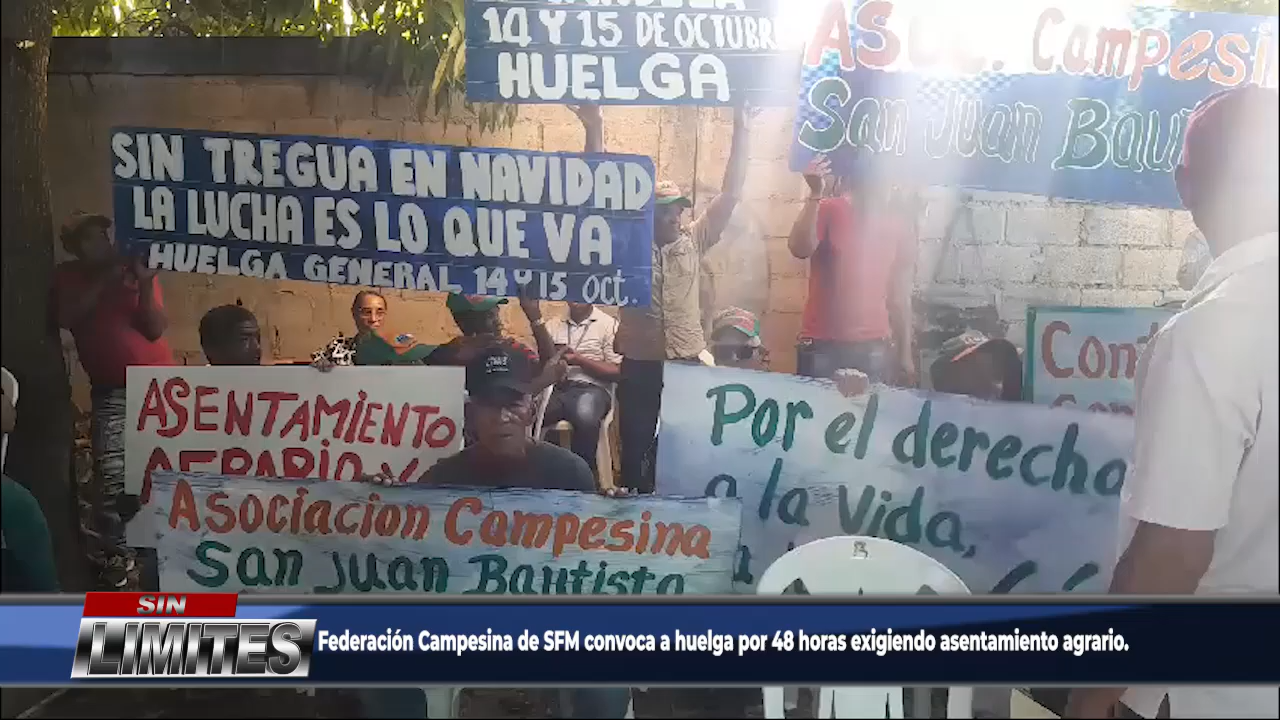 14 Y 15 DE OCTUBRE
HUELGA
ASOC. Campesi
San Juan Bau
SIN TREGUA EN NAVIDAD
LA LUCHA ES LO QUE VA
HUELGA GENERAL 14 Y 15 oct.
ASENTAMIENTO
AGRARIO Y
Asociacion Campesina
San Juan Bautista
Por el derecho
a la Vida,
SIN
LIMITES
Federación Campesina de SFM convoca a huelga por 48 horas exigiendo asentamiento agrario.